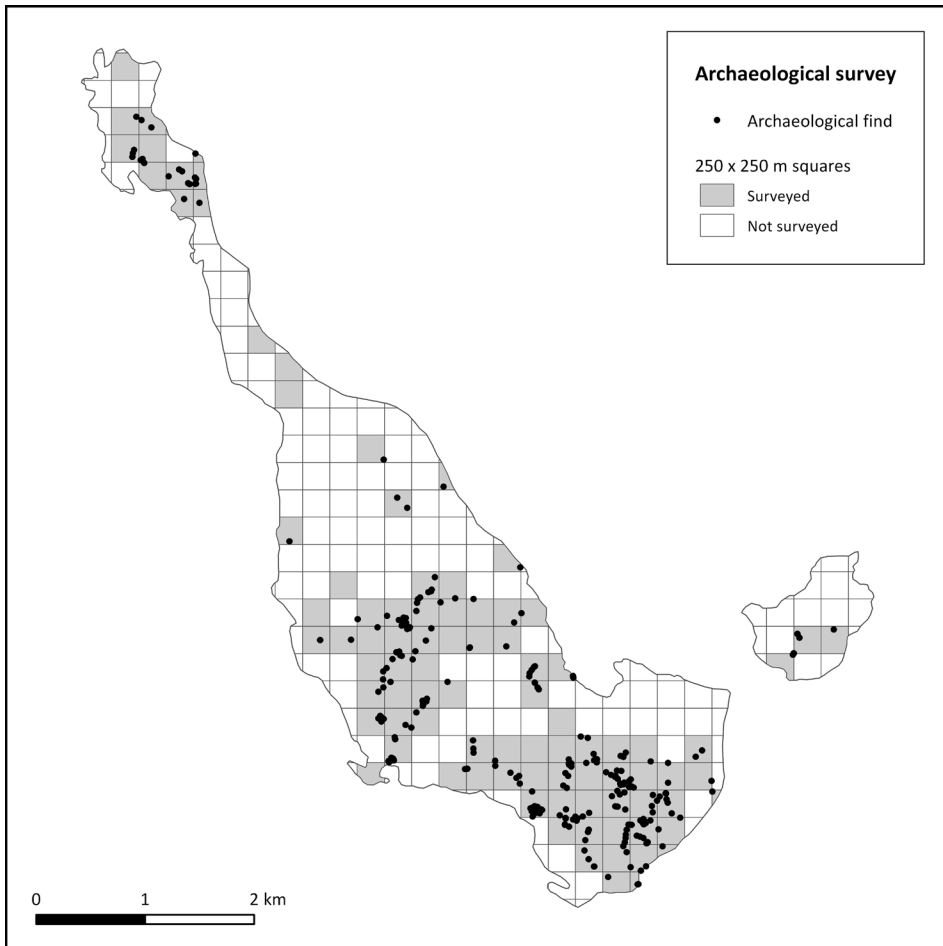 Archaeological survey
Archaeological find
250 x 250 m squares
Surveyed
Not surveyed
0 1 2 km